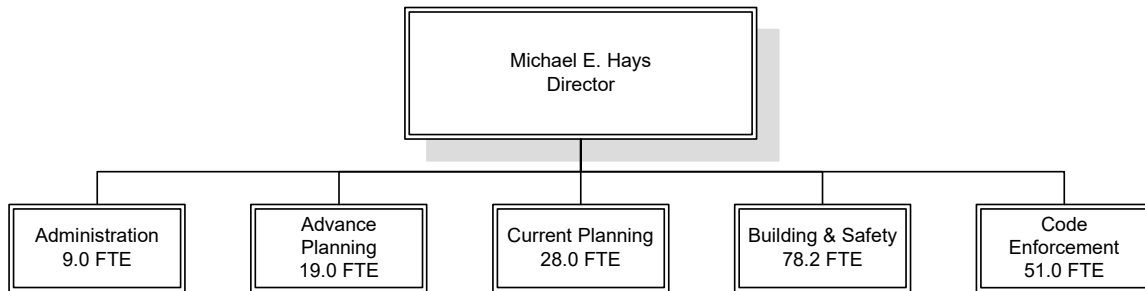 Michael E. Hays
Director
Administration
9.0 FTE
Advance
Planning
19.0 FTE
Current Planning
28.0 FTE
Building & Safety
78.2 FTE
Code
Enforcement
51.0 FTE